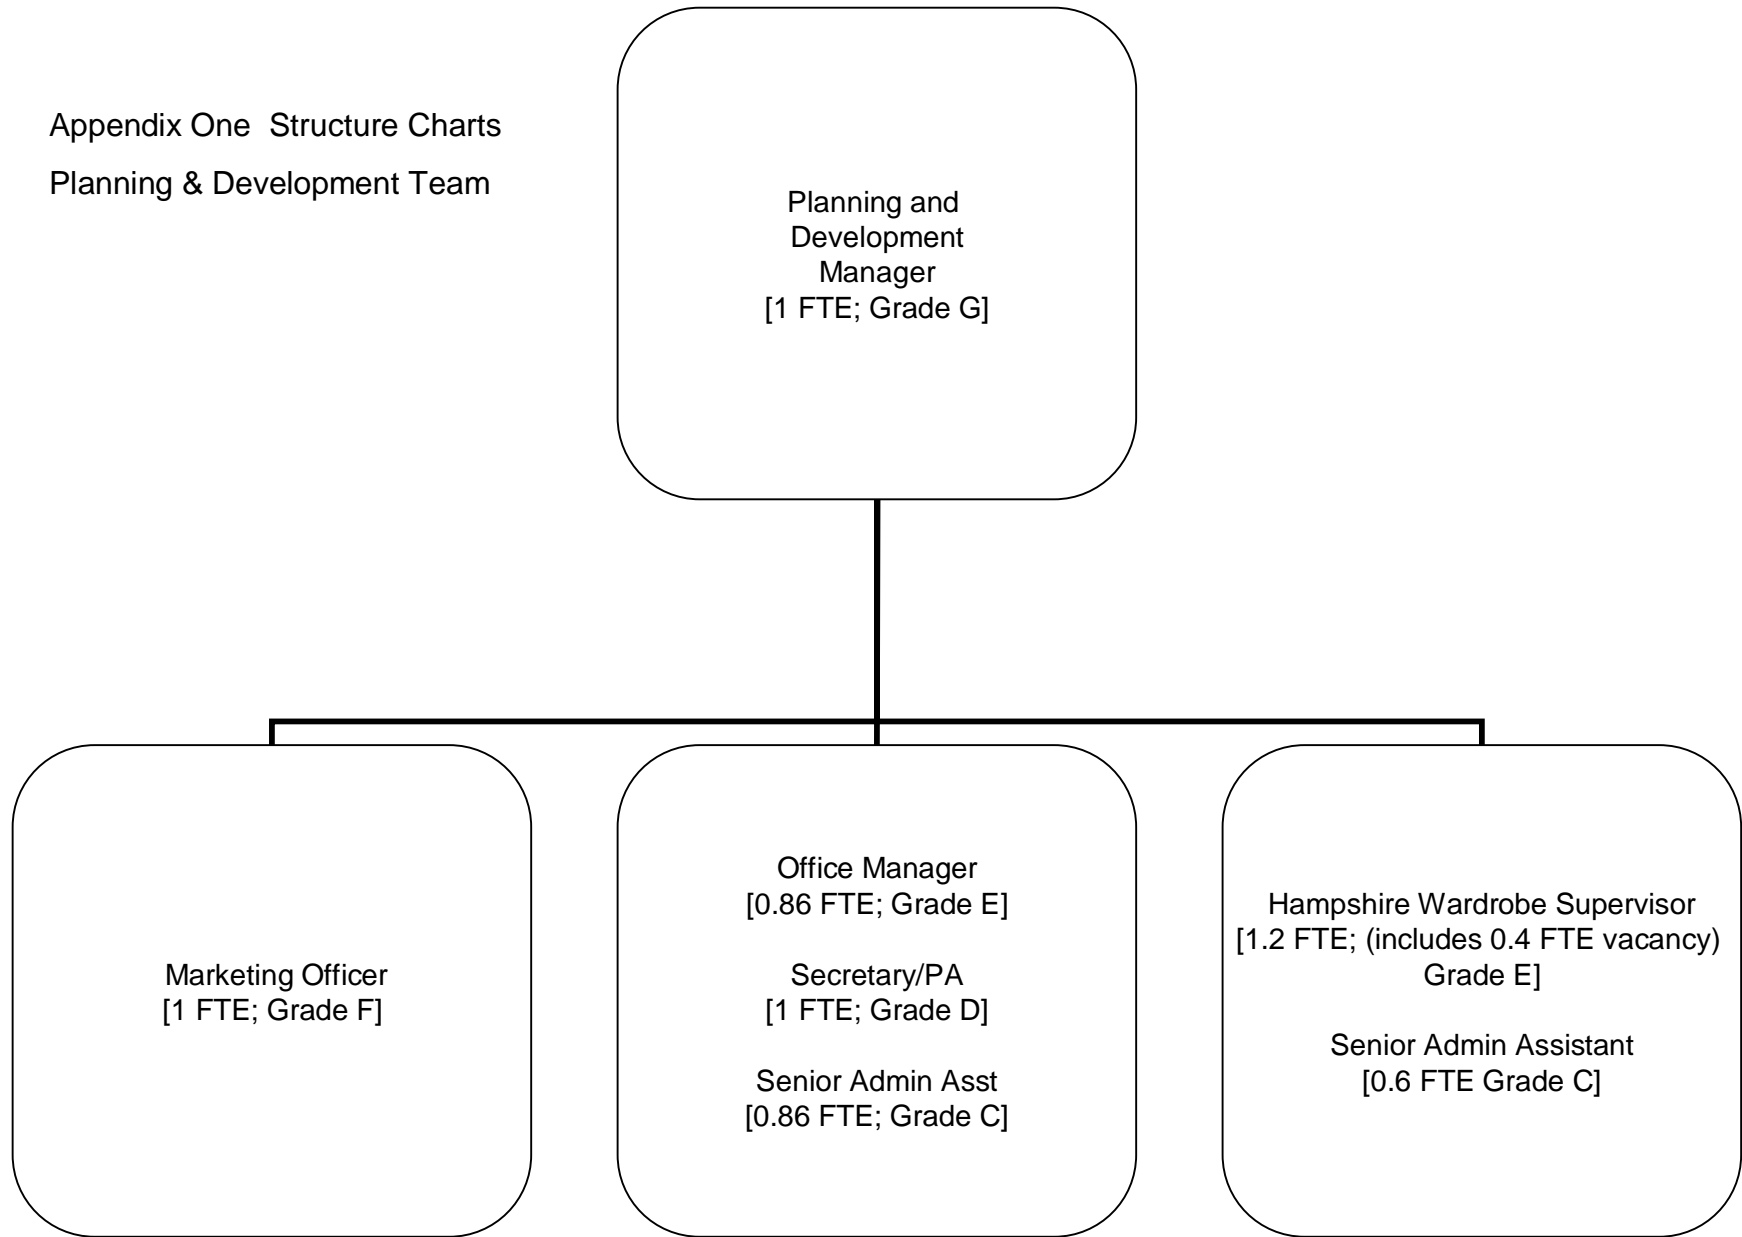 Appendix One  Structure Charts
Planning & Development Team
Planning and
Development
Manager
[1 FTE; Grade G]
Marketing Officer
[1 FTE; Grade F]
Office Manager
[0.86 FTE; Grade E]
Secretary/PA
[1 FTE; Grade D]
Senior Admin Asst
[0.86 FTE; Grade C]
Hampshire Wardrobe Supervisor
[1.2 FTE; (includes 0.4 FTE vacancy)
Grade E]
Senior Admin Assistant
[0.6 FTE Grade C]